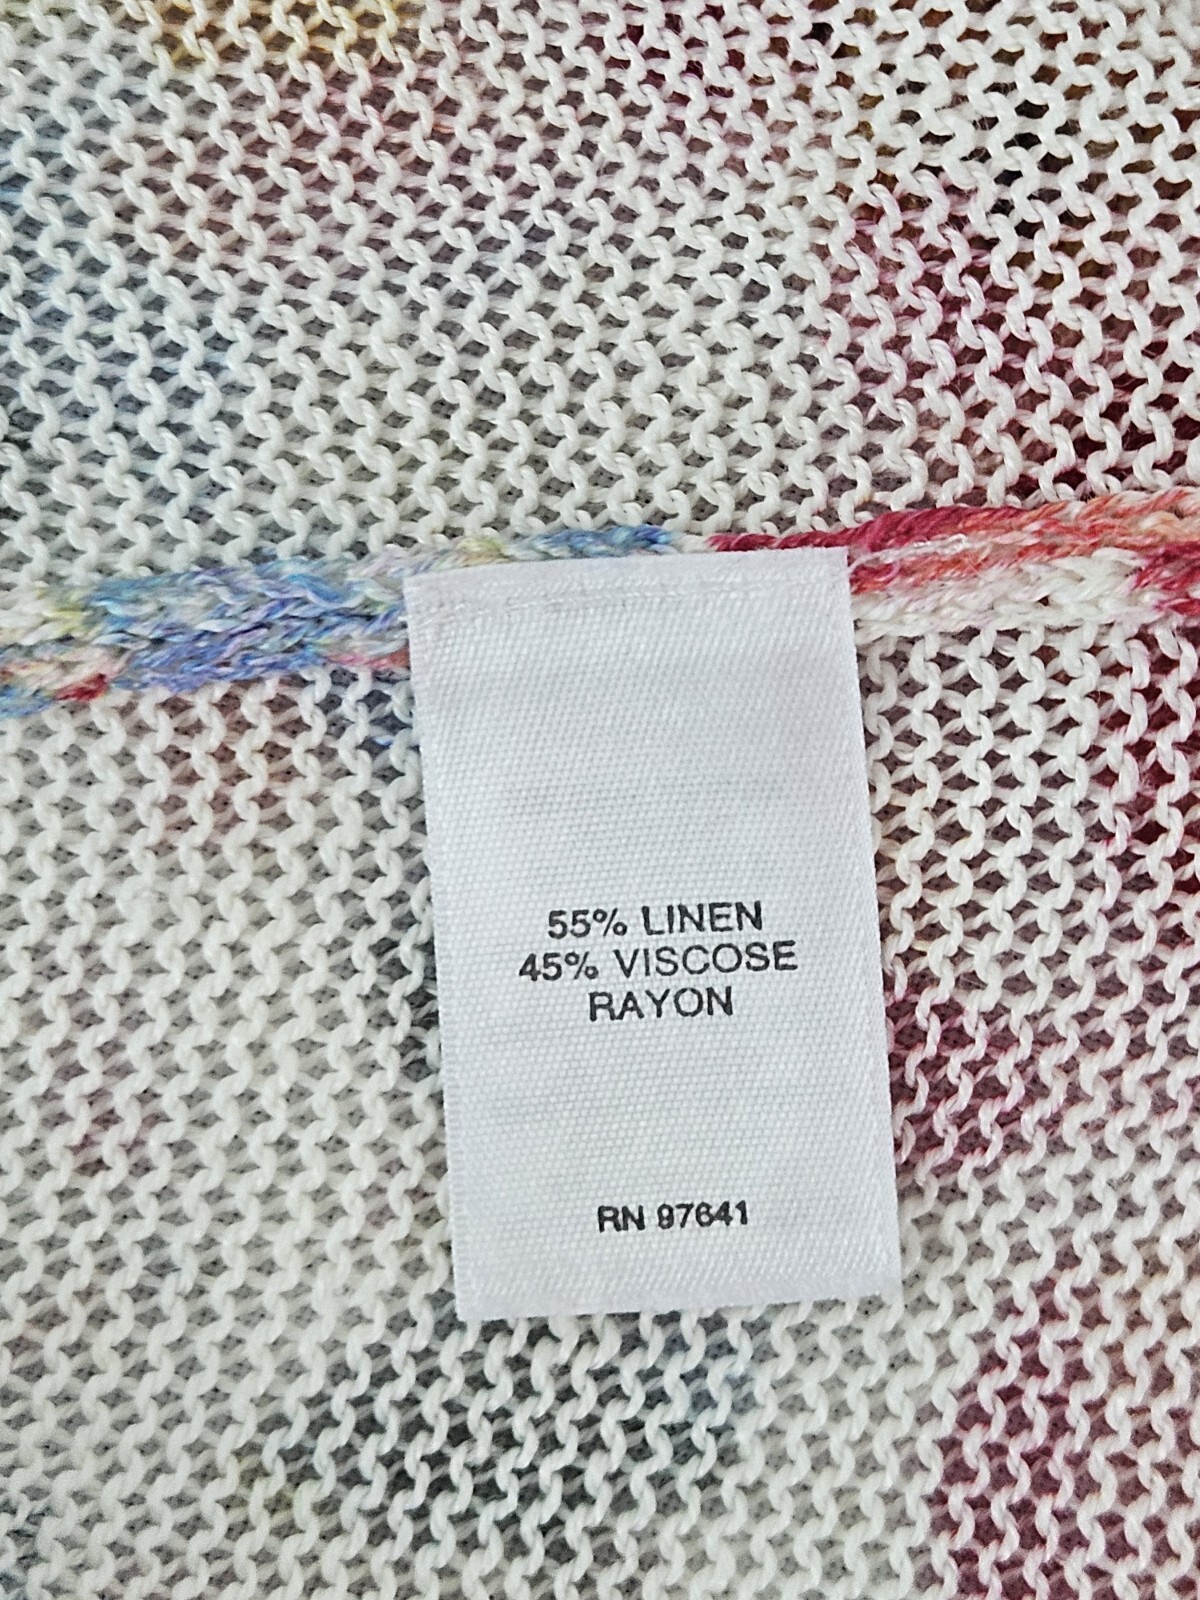 55% LINEN
45% VISCOSE
RAYON
RN 97641